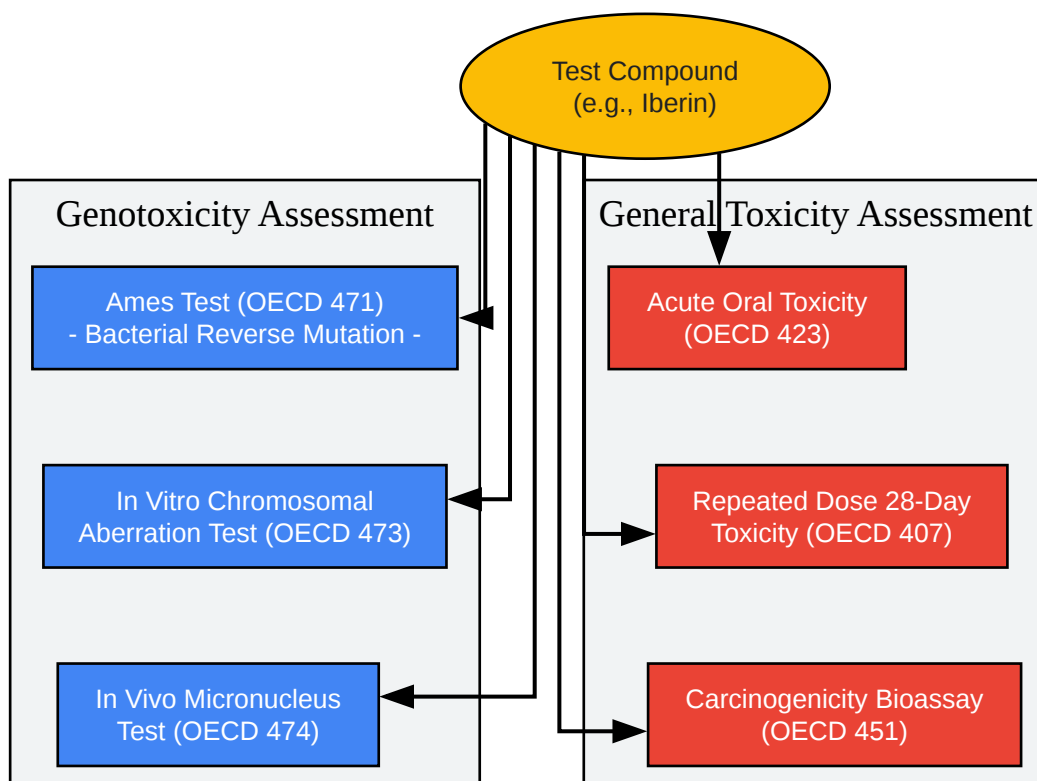 Test Compound
(e.g., Iberin)
Genotoxicity Assessment
Ames Test (OECD 471)
- Bacterial Reverse Mutation -
In Vitro Chromosomal
Aberration Test (OECD 473)
In Vivo Micronucleus
Test (OECD 474)
General Toxicity Assessment
Acute Oral Toxicity
(OECD 423)
Repeated Dose 28-Day
Toxicity (OECD 407)
Carcinogenicity Bioassay
(OECD 451)